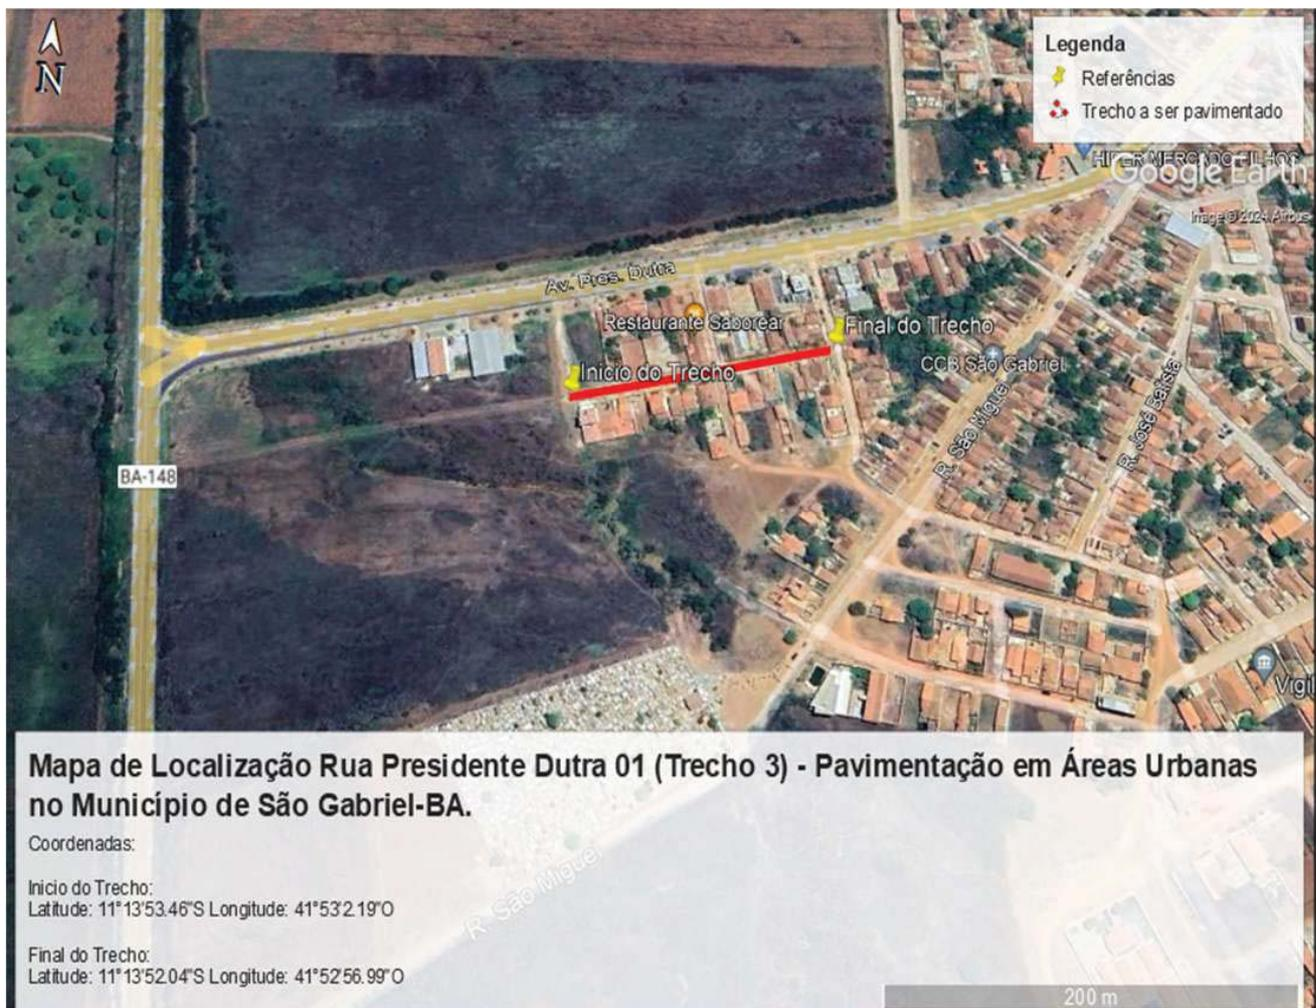 N
Legenda
Referências
Trecho a ser pavimentado
HIPER MERCADO FILHOS
Google Earth
Image © 2024 Airbus
Av. Pres. Dutra
Restaurante Saborear
Final do Trecho
Inicio do Trecho
CCB São Gabriel
R. São Miguel
R. José Batista
BA-148
Vigil
Mapa de Localização Rua Presidente Dutra 01 (Trecho 3) - Pavimentação em Áreas Urbanas
no Município de São Gabriel-BA.
Coordenadas:
Inicio do Trecho:
Latitude: 11°13'53.46"S Longitude: 41°53'2.19"O
R. São Miguel
Final do Trecho:
Latitude: 11°13'52.04"S Longitude: 41°52'56.99"O
200 m